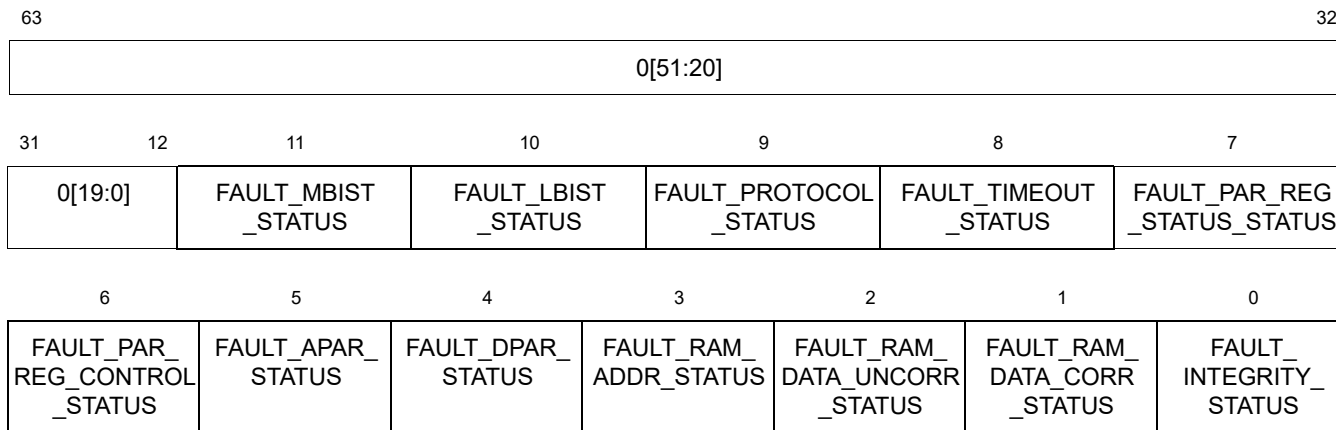 63 32
0[51:20]
31 12 11 10 9 8 7
0[19:0] FAULT_MBIST FAULT_LBIST FAULT_PROTOCOL FAULT_TIMEOUT FAULT_PAR_REG
_STATUS _STATUS _STATUS _STATUS _STATUS_STATUS
6 5 4 3 2 1 0
FAULT_PAR_ FAULT_APAR_ FAULT_DPAR_ FAULT_RAM_ FAULT_RAM_ FAULT_RAM_ FAULT_
REG_CONTROL STATUS STATUS ADDR_STATUS DATA_UNCORR DATA_CORR INTEGRITY_
_STATUS _STATUS _STATUS STATUS